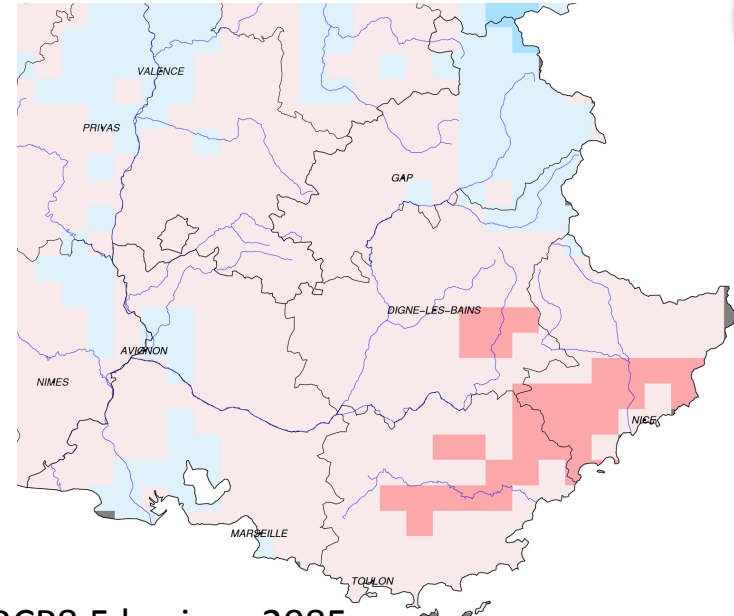 VALENCE
PRIVAS
GAP
DIGNE-LES-BAINS
AVIGNON
NIMES
NICE
MARSEILLE
TOULON